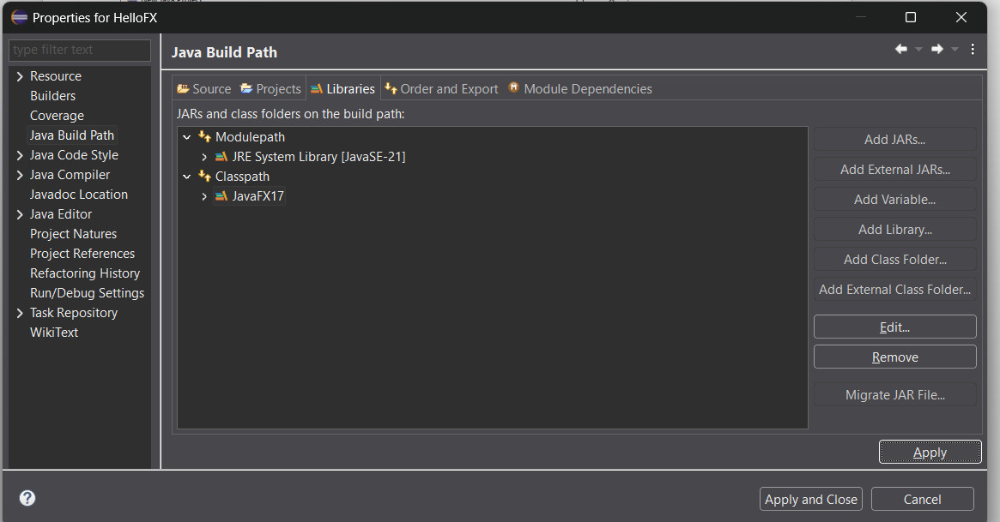 Properties for HelloFX
type filter text
Resource
Builders
Coverage
Java Build Path
Java Code Style
Java Compiler
Javadoc Location
Java Editor
Project Natures
Project References
Refactoring History
Run/Debug Settings
Task Repository
WikiText
Java Build Path
Source Projects Libraries Order and Export Module Dependencies
JARs and class folders on the build path:
Modulepath
JRE System Library [JavaSE-21]
Classpath
JavaFX17
Add JARs...
Add External JARs...
Add Variable...
Add Library...
Add Class Folder...
Add External Class Folder...
Edit...
Remove
Migrate JAR File...
Apply
Apply and Close Cancel